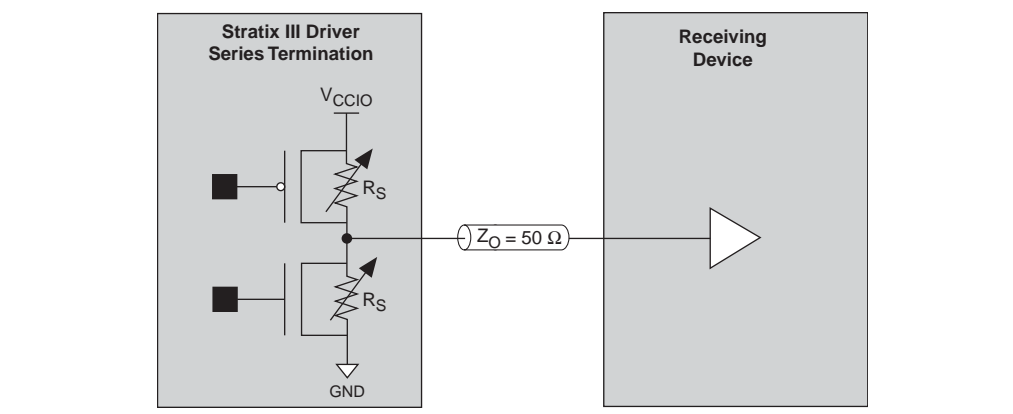 Stratix III Driver
Series Termination
Receiving
Device
VCCIO
RS
ZO = 50 Ω
RS
GND